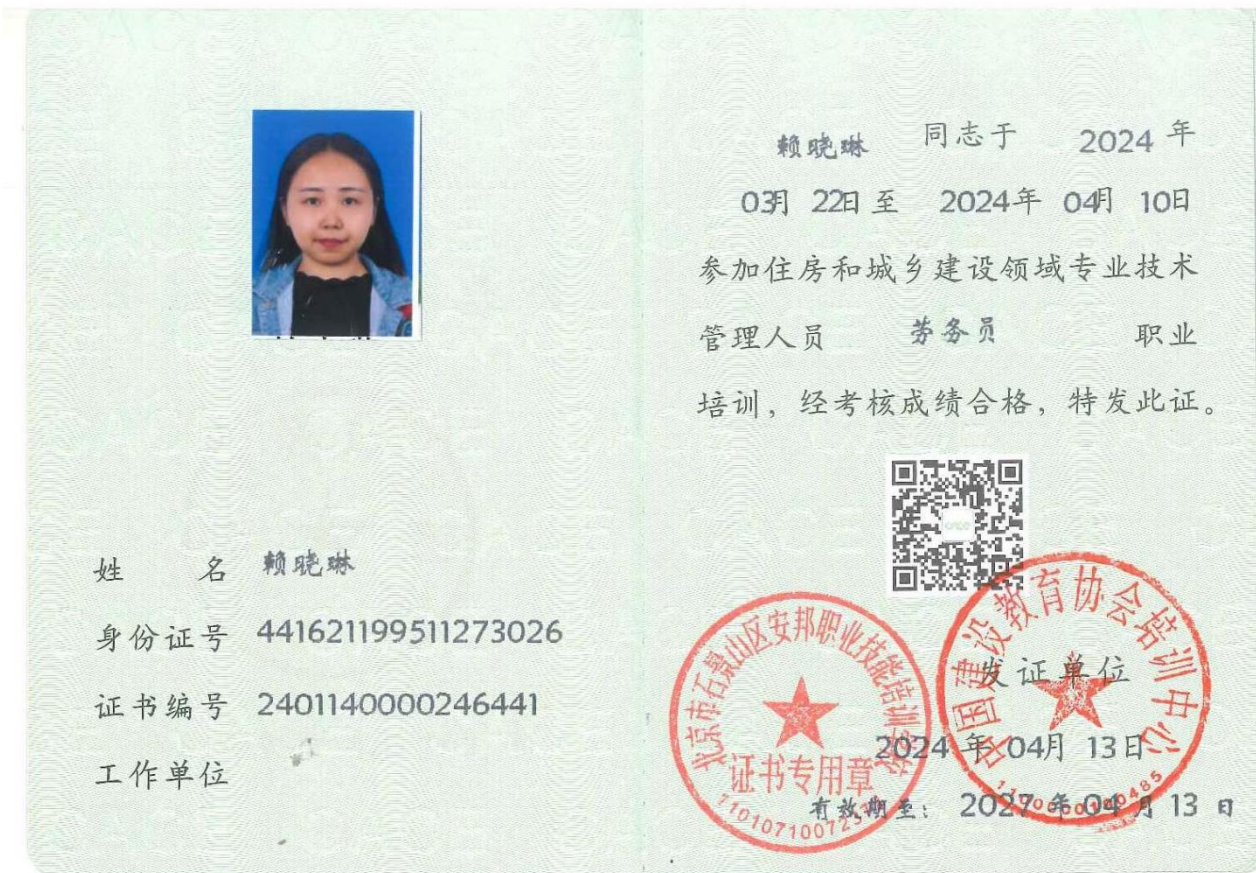 姓 名 赖晓琳
身份证号 441621199511273026
证书编号 2401140000246441
工作单位
赖晓琳 同志于 2024 年
03月 22日 至 2024年 04月 10日
参加住房和城乡建设领域专业技术
管理人员 劳务员 职业
培训，经考核成绩合格，特发此证。
北京市石景山区安邦职业技能培训学校
证书专用章
中国建设教育协会培训中心
发证单位
2024 年 04月 13日
有效期至： 2027 年 04 月 13 日